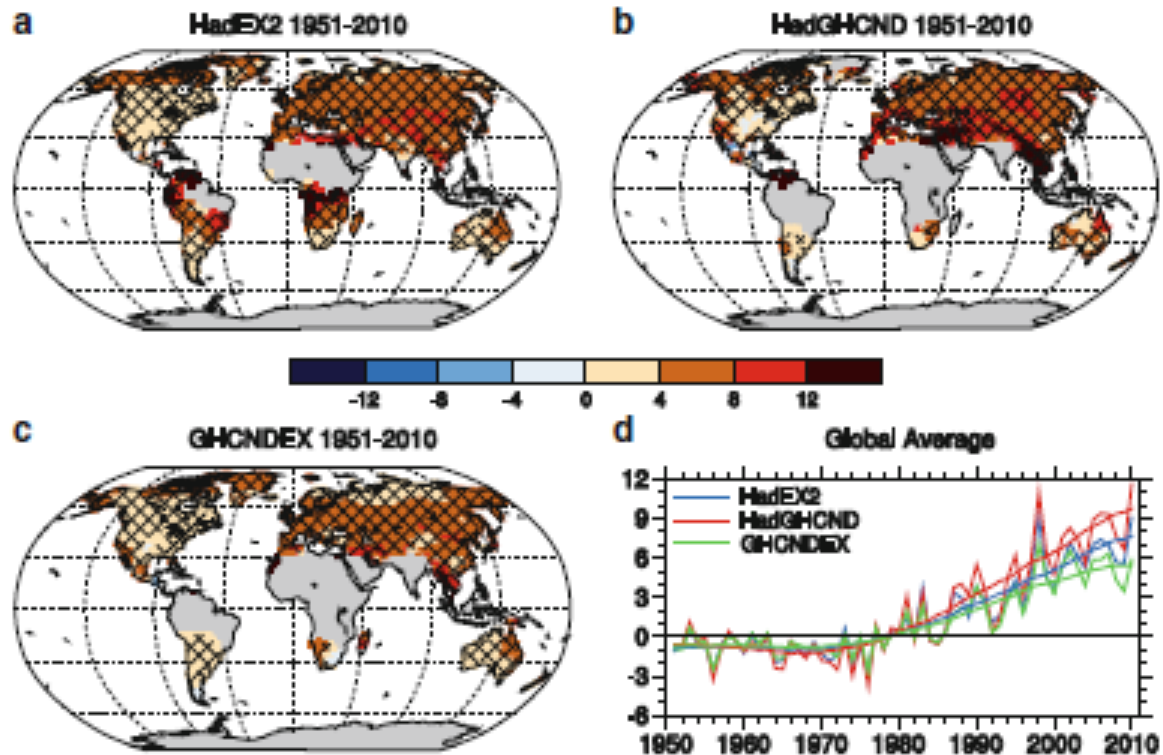 a
HadEX2 1951-2010
b
HadGHCND 1951-2010
-12 -8 -4 0 4 8 12
c
GHCNDEX 1951-2010
d
Global Average
12
9
6
3
0
-3
-6
HadEX2
HadGHCND
GHCNDEX
1950 1960 1970 1980 1990 2000 2010